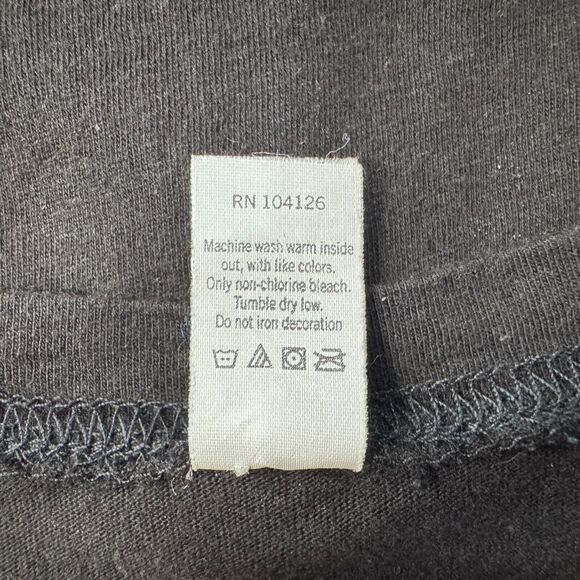 RN 104126
Machine wash warm inside
out, with like colors.
Only non-chlorine bleach.
Tumble dry low.
Do not iron decoration